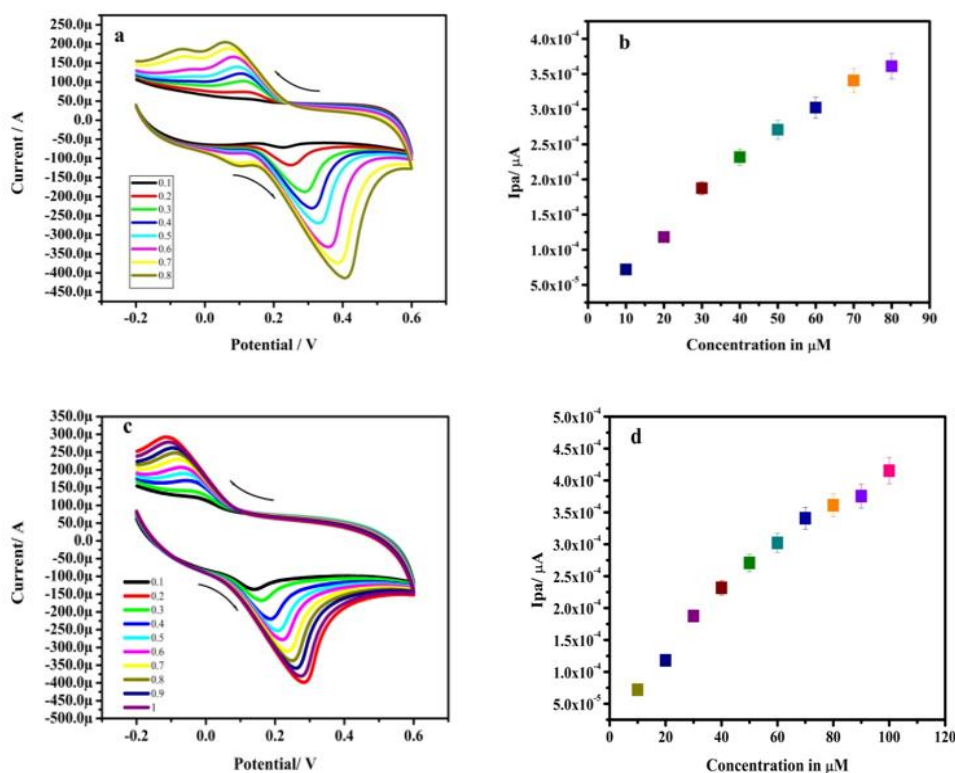 a
250.0μ
200.0μ
150.0μ
100.0μ
50.0μ
0.0
-50.0μ
-100.0μ
-150.0μ
-200.0μ
-250.0μ
-300.0μ
-350.0μ
-400.0μ
-450.0μ
Current / A
0.1
0.2
0.3
0.4
0.5
0.6
0.7
0.8
-0.2 0.0 0.2 0.4 0.6
Potential / V
b
4.0x10⁻⁴
3.5x10⁻⁴
3.0x10⁻⁴
2.5x10⁻⁴
2.0x10⁻⁴
1.5x10⁻⁴
1.0x10⁻⁴
5.0x10⁻⁵
Ipa/ μA
0 10 20 30 40 50 60 70 80 90
Concentration in μM
c
350.0μ
300.0μ
250.0μ
200.0μ
150.0μ
100.0μ
50.0μ
0.0
-50.0μ
-100.0μ
-150.0μ
-200.0μ
-250.0μ
-300.0μ
-350.0μ
-400.0μ
-450.0μ
-500.0μ
Current/ A
0.1
0.2
0.3
0.4
0.5
0.6
0.7
0.8
0.9
1
-0.2 0.0 0.2 0.4 0.6
Potential/ V
d
5.0x10⁻⁴
4.5x10⁻⁴
4.0x10⁻⁴
3.5x10⁻⁴
3.0x10⁻⁴
2.5x10⁻⁴
2.0x10⁻⁴
1.5x10⁻⁴
1.0x10⁻⁴
5.0x10⁻⁵
Ipa/ μA
0 20 40 60 80 100 120
Concentration in μM